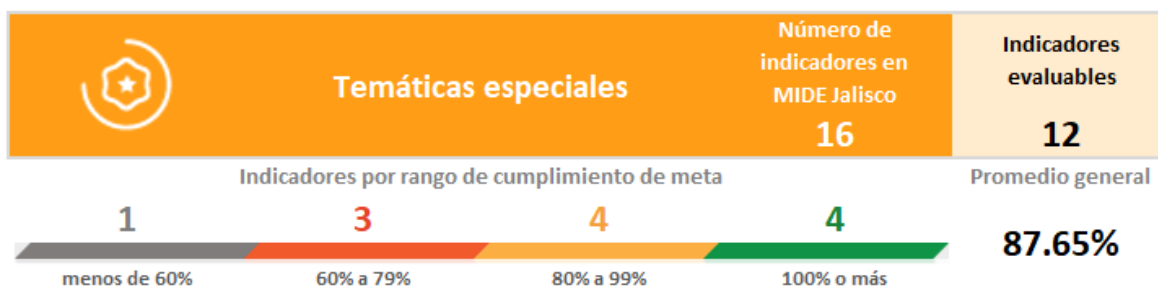 Temáticas especiales
Número de
indicadores en
MIDE Jalisco
16
Indicadores
evaluables
12
Indicadores por rango de cumplimiento de meta
Promedio general
1
3
4
4
87.65%
menos de 60%
60% a 79%
80% a 99%
100% o más